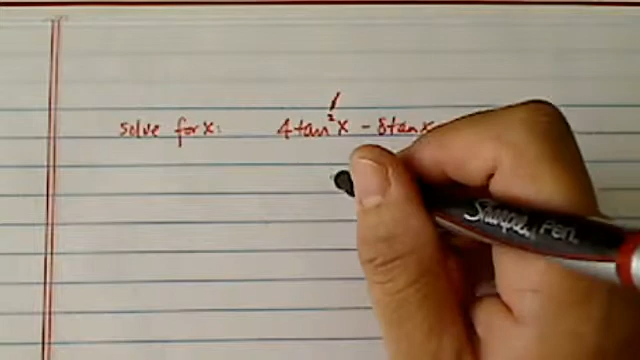 solve for x: 4tan²x - 8tanx
Sharpie PEN.